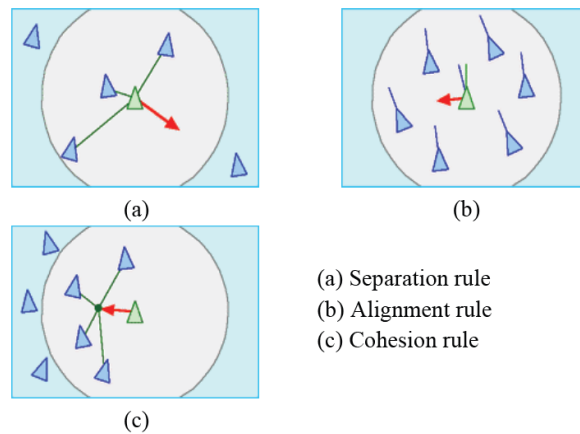 (a)
(b)
(c)
(a) Separation rule
(b) Alignment rule
(c) Cohesion rule